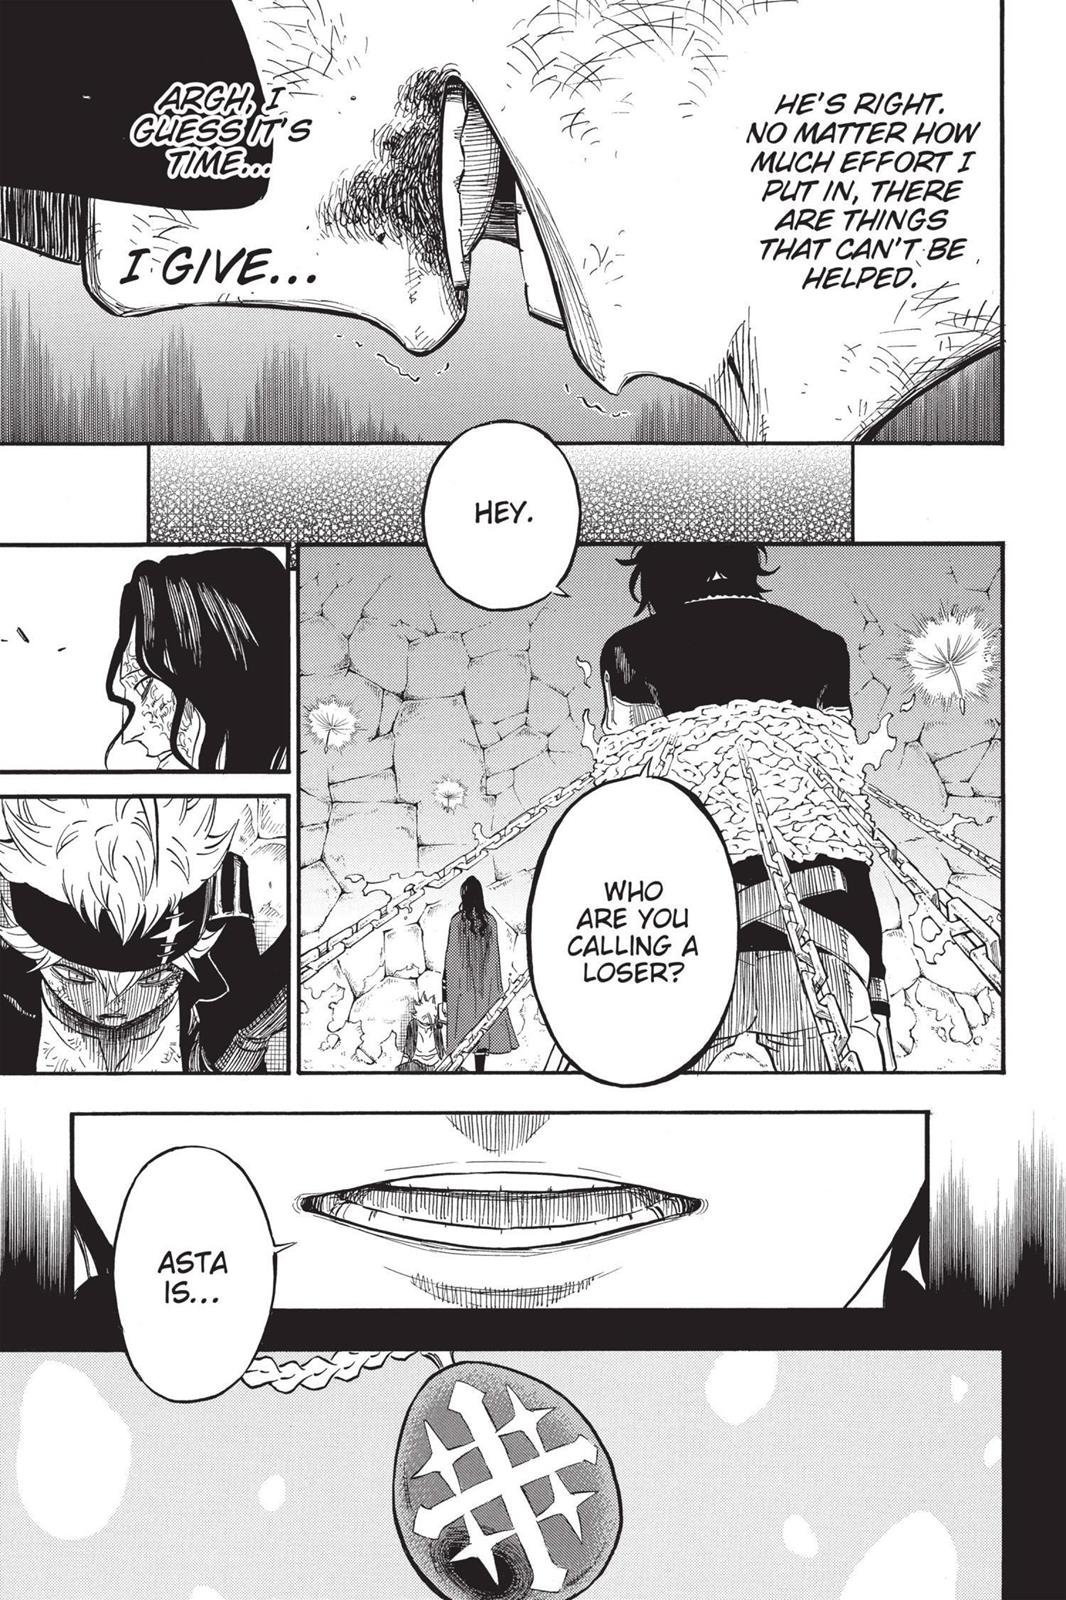 HE'S RIGHT.
NO MATTER HOW
MUCH EFFORT I
PUT IN, THERE
ARE THINGS
THAT CAN'T BE
HELPED.
ARGH, I
GUESS IT'S
TIME...
I GIVE...
HEY.
WHO
ARE YOU
CALLING A
LOSER?
ASTA
IS...